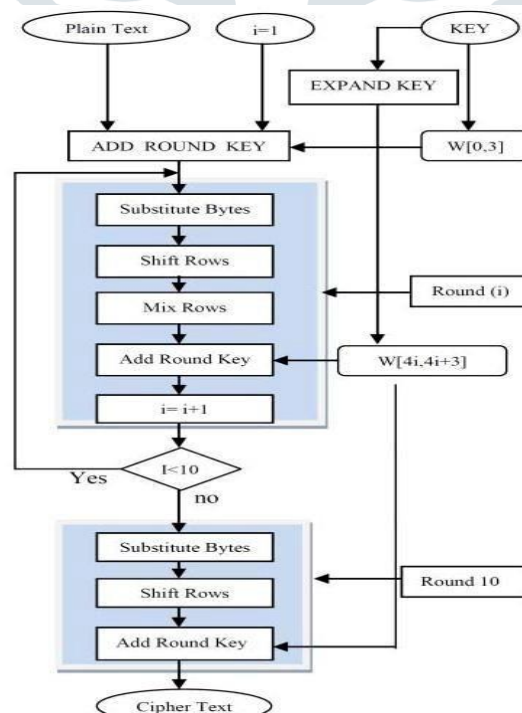 Plain Text
i=1
KEY
EXPAND KEY
ADD ROUND KEY
W[0,3]
Substitute Bytes
Shift Rows
Mix Rows
Round (i)
Add Round Key
W[4i,4i+3]
i= i+1
I<10
Yes
no
Substitute Bytes
Shift Rows
Round 10
Add Round Key
Cipher Text